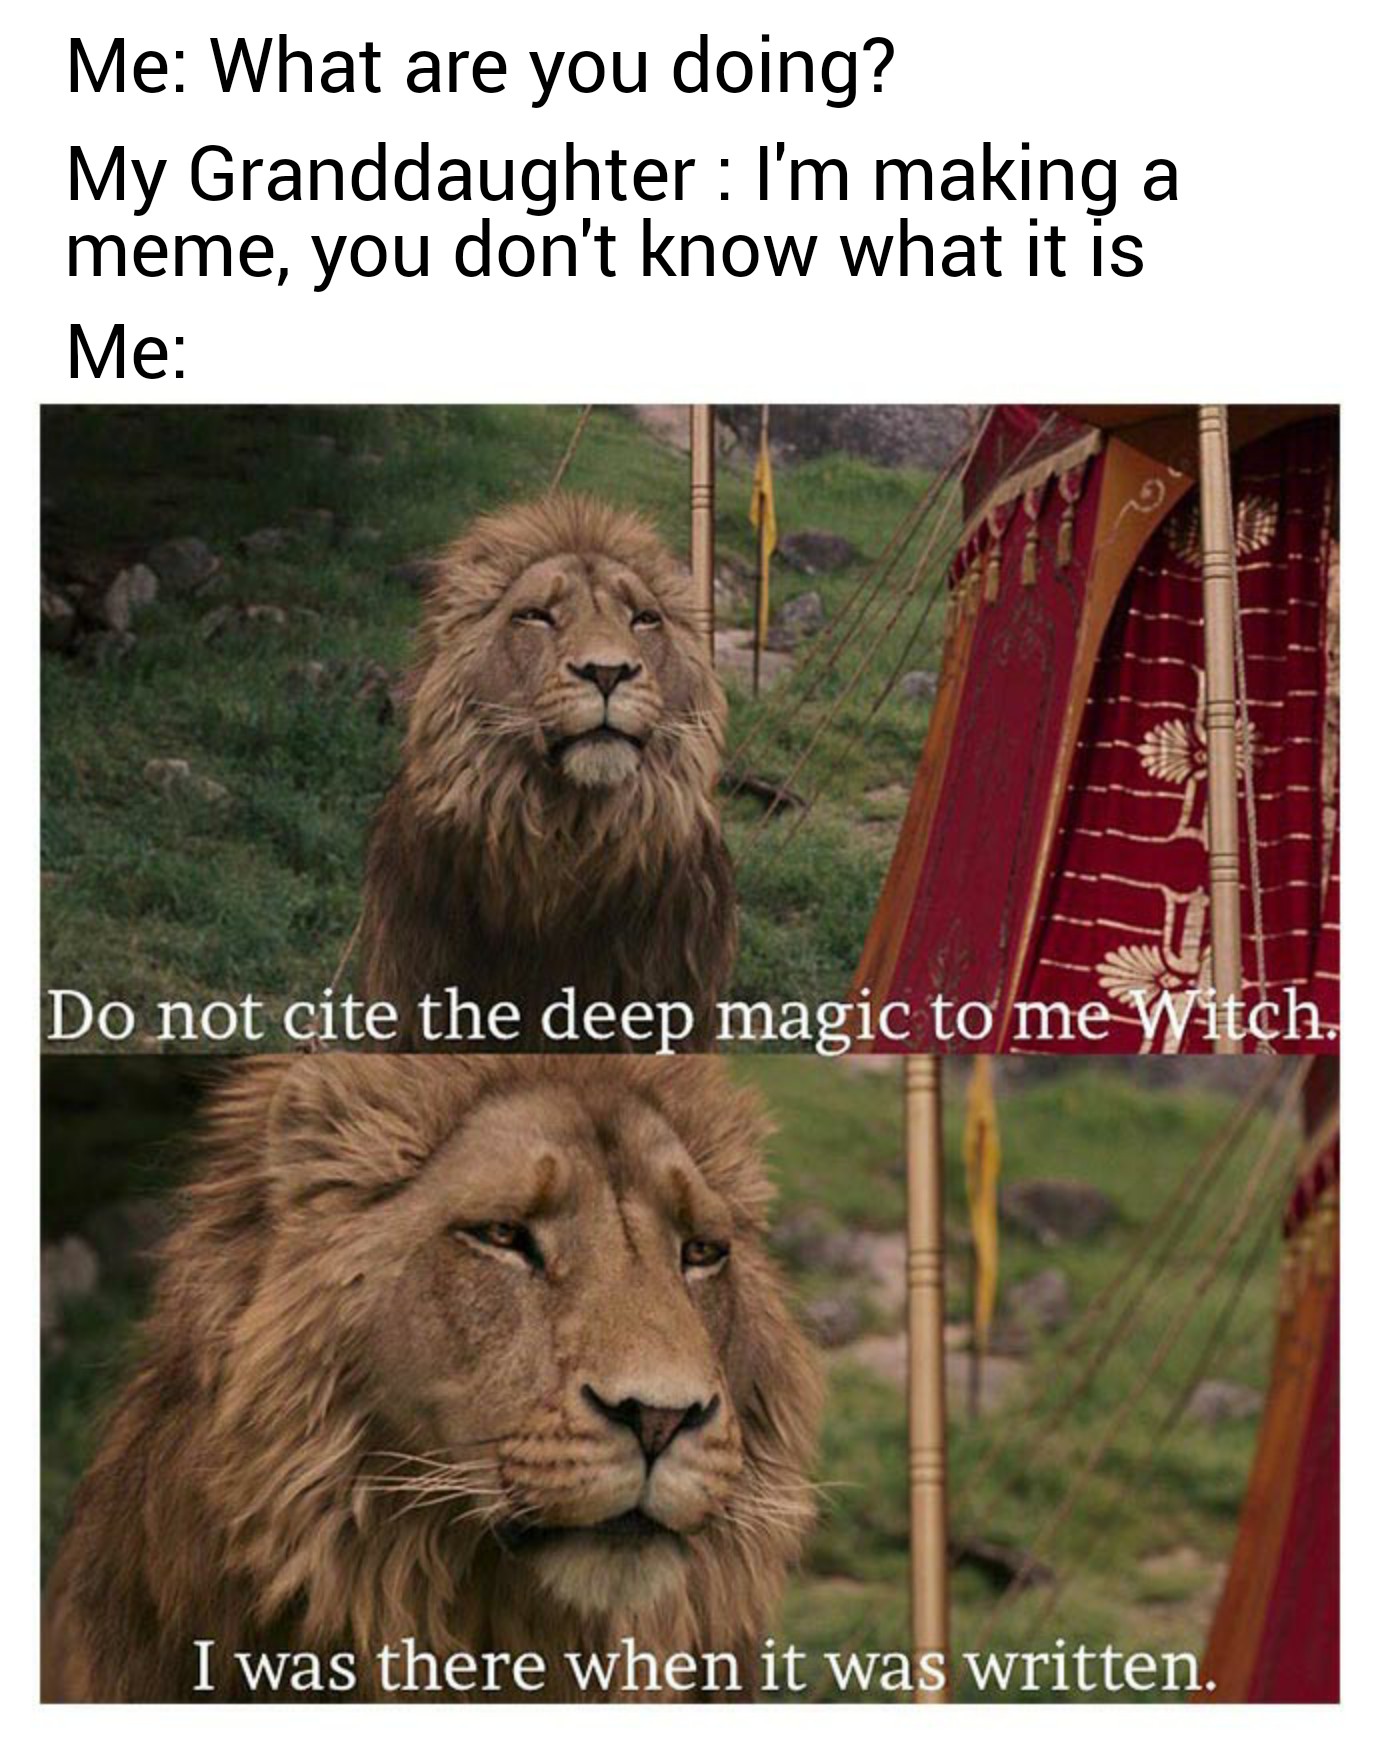 Me: What are you doing?
My Granddaughter : I'm making a
meme, you don't know what it is
Me:
Do not cite the deep magic to me Witch.
I was there when it was written.